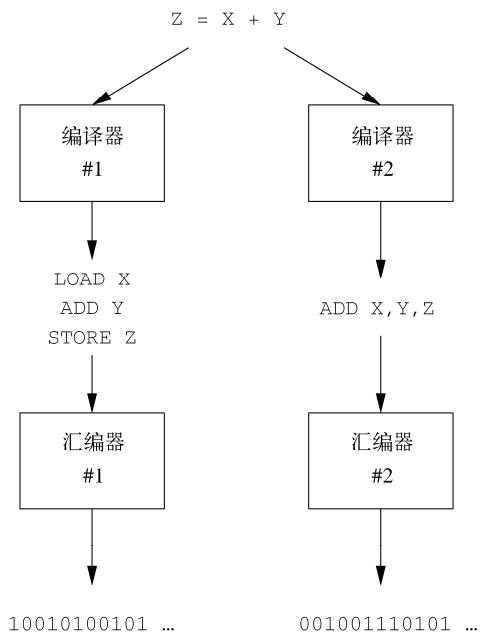 Z = X + Y
编译器
#1
编译器
#2
LOAD X
ADD Y
STORE Z
ADD X,Y,Z
汇编器
#1
汇编器
#2
10010100101 …
001001110101 …